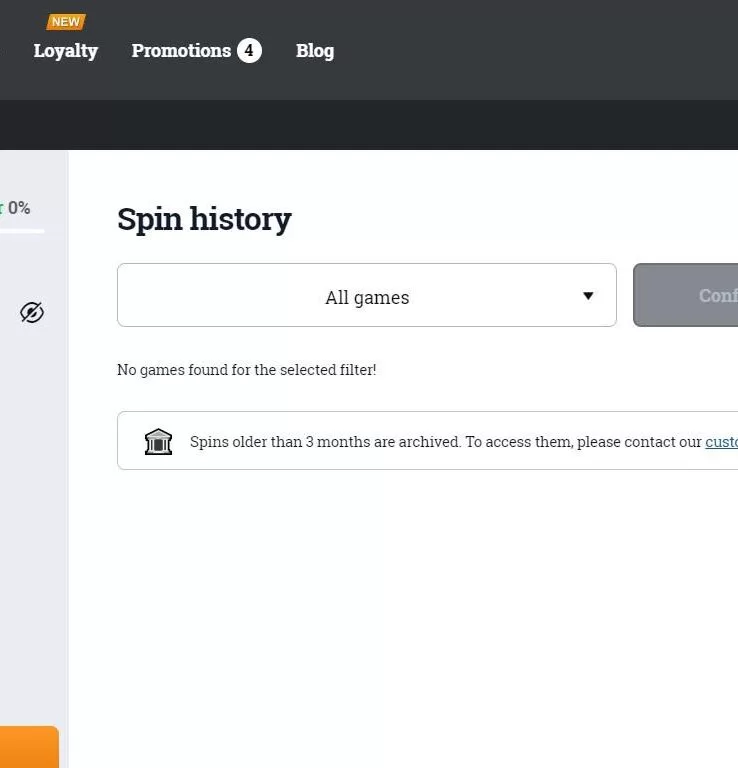 NEW
Loyalty Promotions 4 Blog
0%
Spin history
All games
Conf
No games found for the selected filter!
Spins older than 3 months are archived. To access them, please contact our custo